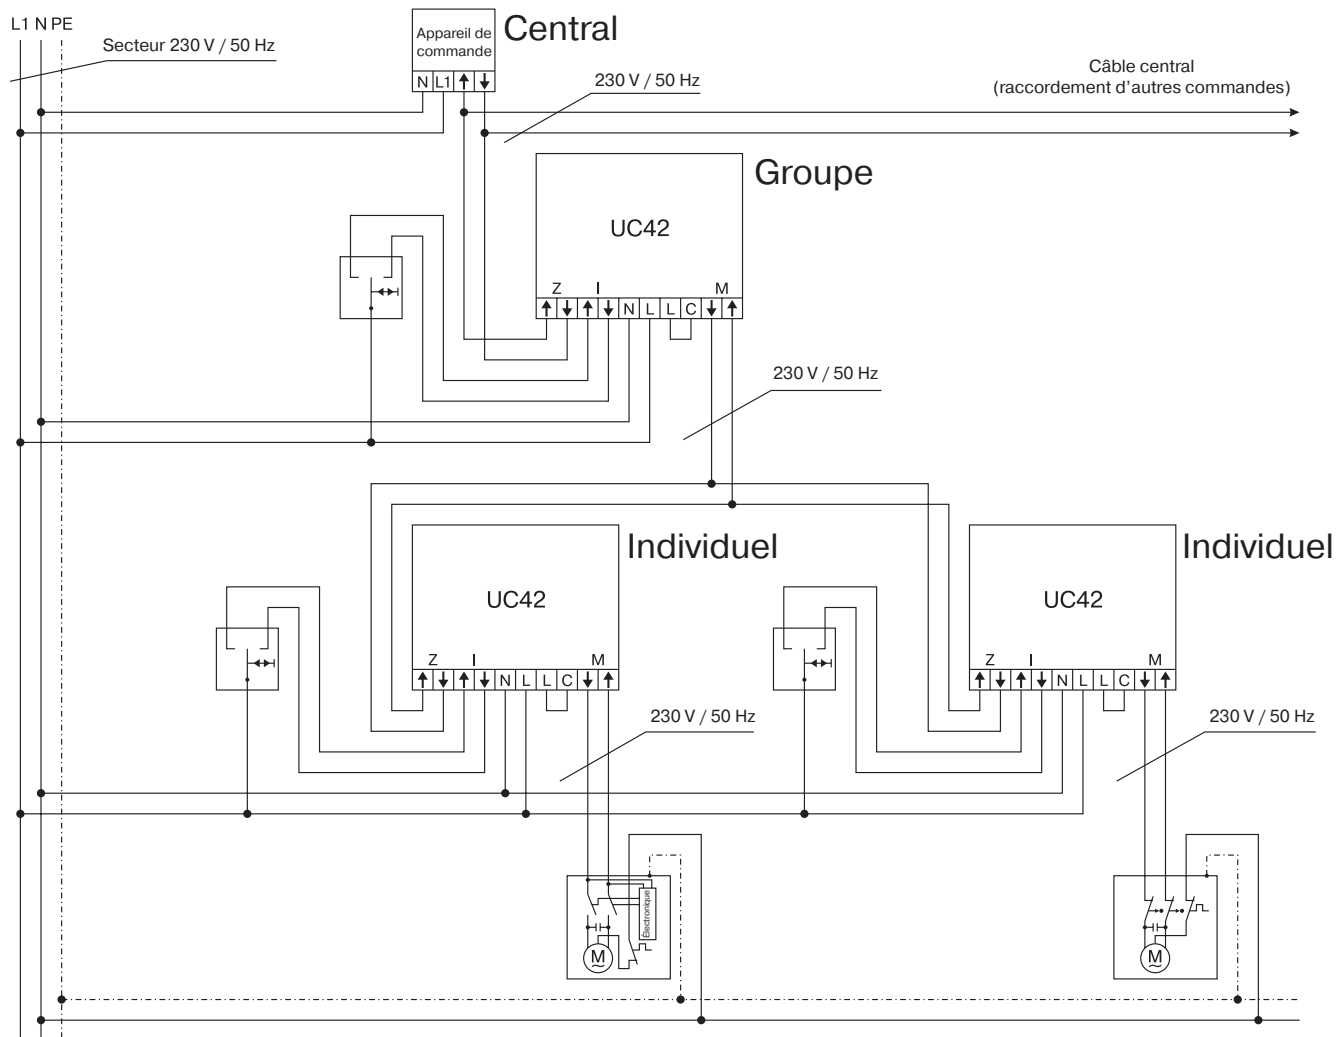 L1 N PE
Secteur 230 V / 50 Hz
Appareil de
commande
Central
N L1 ↑ ↓
230 V / 50 Hz
Câble central
(raccordement d'autres commandes)
Groupe
UC42
Z I M
↑ ↓ ↑ ↓ N L L C ↓ ↑
230 V / 50 Hz
Individuel
UC42
Z I M
↑ ↓ ↑ ↓ N L L C ↓ ↑
230 V / 50 Hz
Individuel
UC42
Z I M
↑ ↓ ↑ ↓ N L L C ↓ ↑
230 V / 50 Hz
Électronique
M
~
M
~